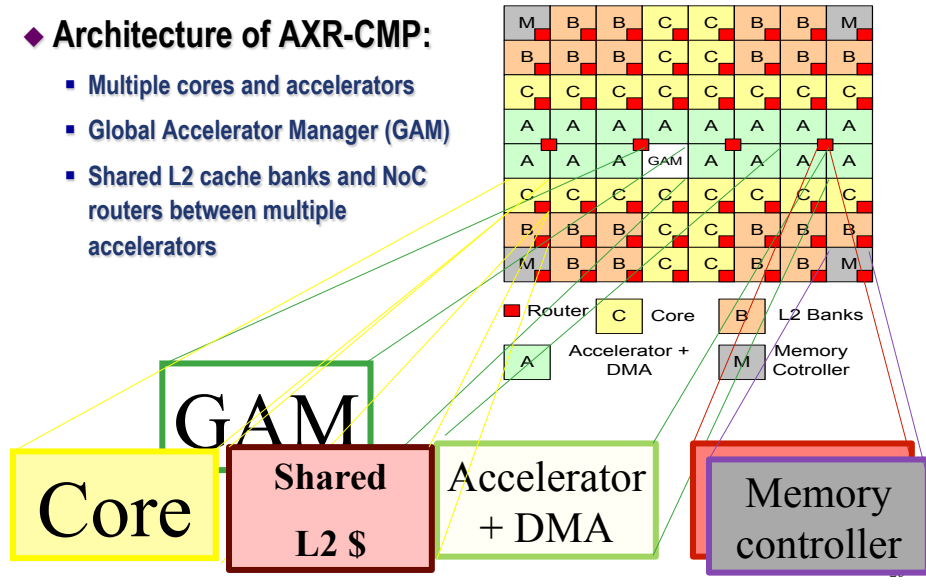 Architecture of AXR-CMP:
Multiple cores and accelerators
Global Accelerator Manager (GAM)
Shared L2 cache banks and NoC
routers between multiple
accelerators
M B B C C B B M
B B B C C B B B
C C C C C C C C
A A A A A A A A
A A A GAM A A A A
C C C C C C C C
B B B C C B B B
M B B C C B B M
Router C Core B L2 Banks
A Accelerator +
DMA M Memory
Cotroller
GAM
Core
Shared
L2 $
Accelerator
+ DMA
Memory
controller